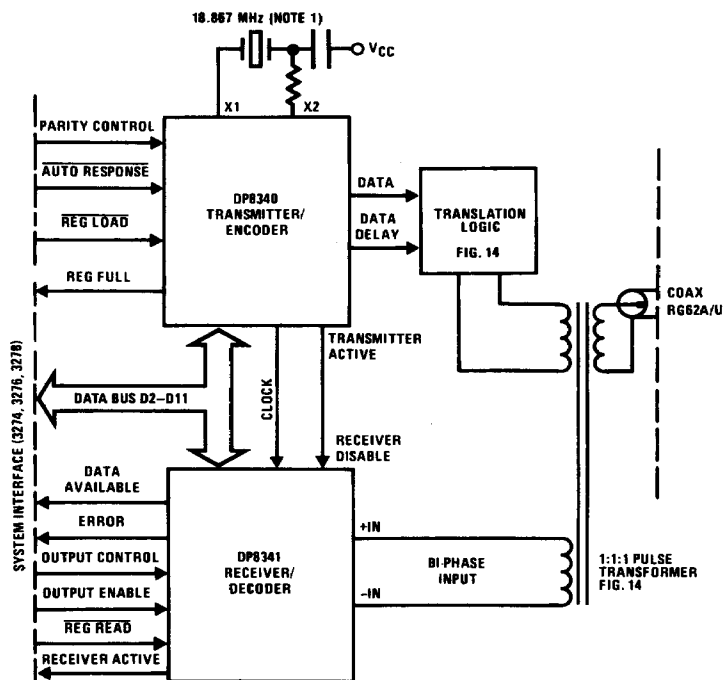 18.867 MHz (NOTE 1)
VCC
X1
X2
PARITY CONTROL
AUTO RESPONSE
REG LOAD
REG FULL
DP8340
TRANSMITTER/
ENCODER
DATA
DATA
DELAY
TRANSLATION
LOGIC
FIG. 14
COAX
RG62A/U
TRANSMITTER
ACTIVE
CLOCK
RECEIVER
DISABLE
DATA BUS D2–D11
SYSTEM INTERFACE (3274, 3276, 3278)
DATA
AVAILABLE
ERROR
OUTPUT CONTROL
OUTPUT ENABLE
REG READ
RECEIVER ACTIVE
DP8341
RECEIVER/
DECODER
+IN
BI-PHASE
INPUT
–IN
1:1:1 PULSE
TRANSFORMER
FIG. 14